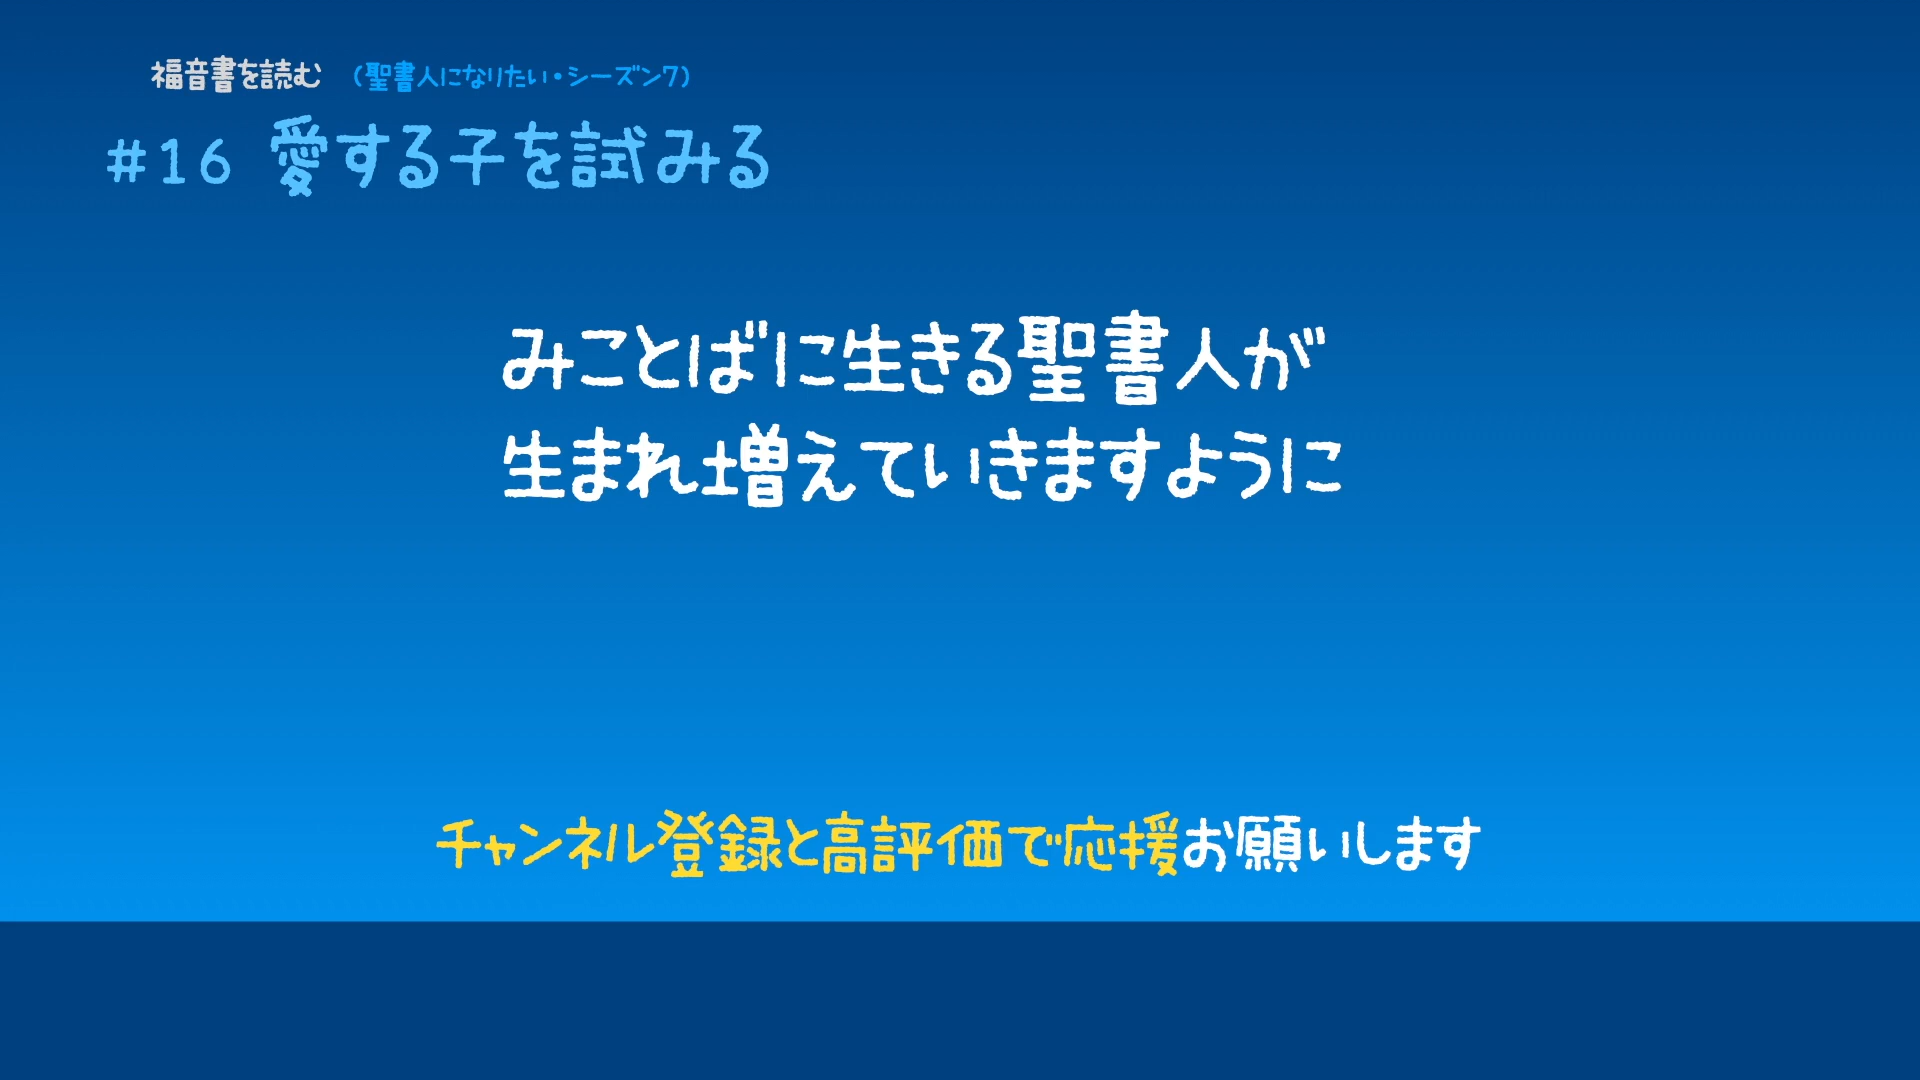 福音書を読む （聖書人になりたい・シーズン7）
#16 愛する子を試みる
みことばに生きる聖書人が
生まれ増えていきますように
チャンネル登録と高評価で応援お願いします